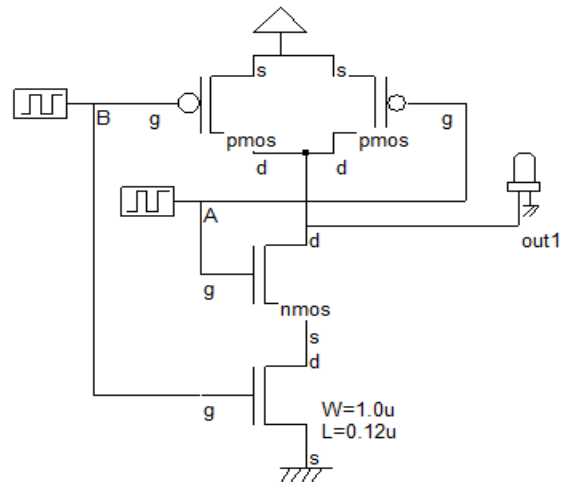 s s
B g g
pmos pmos
d d
A
out1
d
g
nmos
s
d
g
W=1.0u
L=0.12u
s